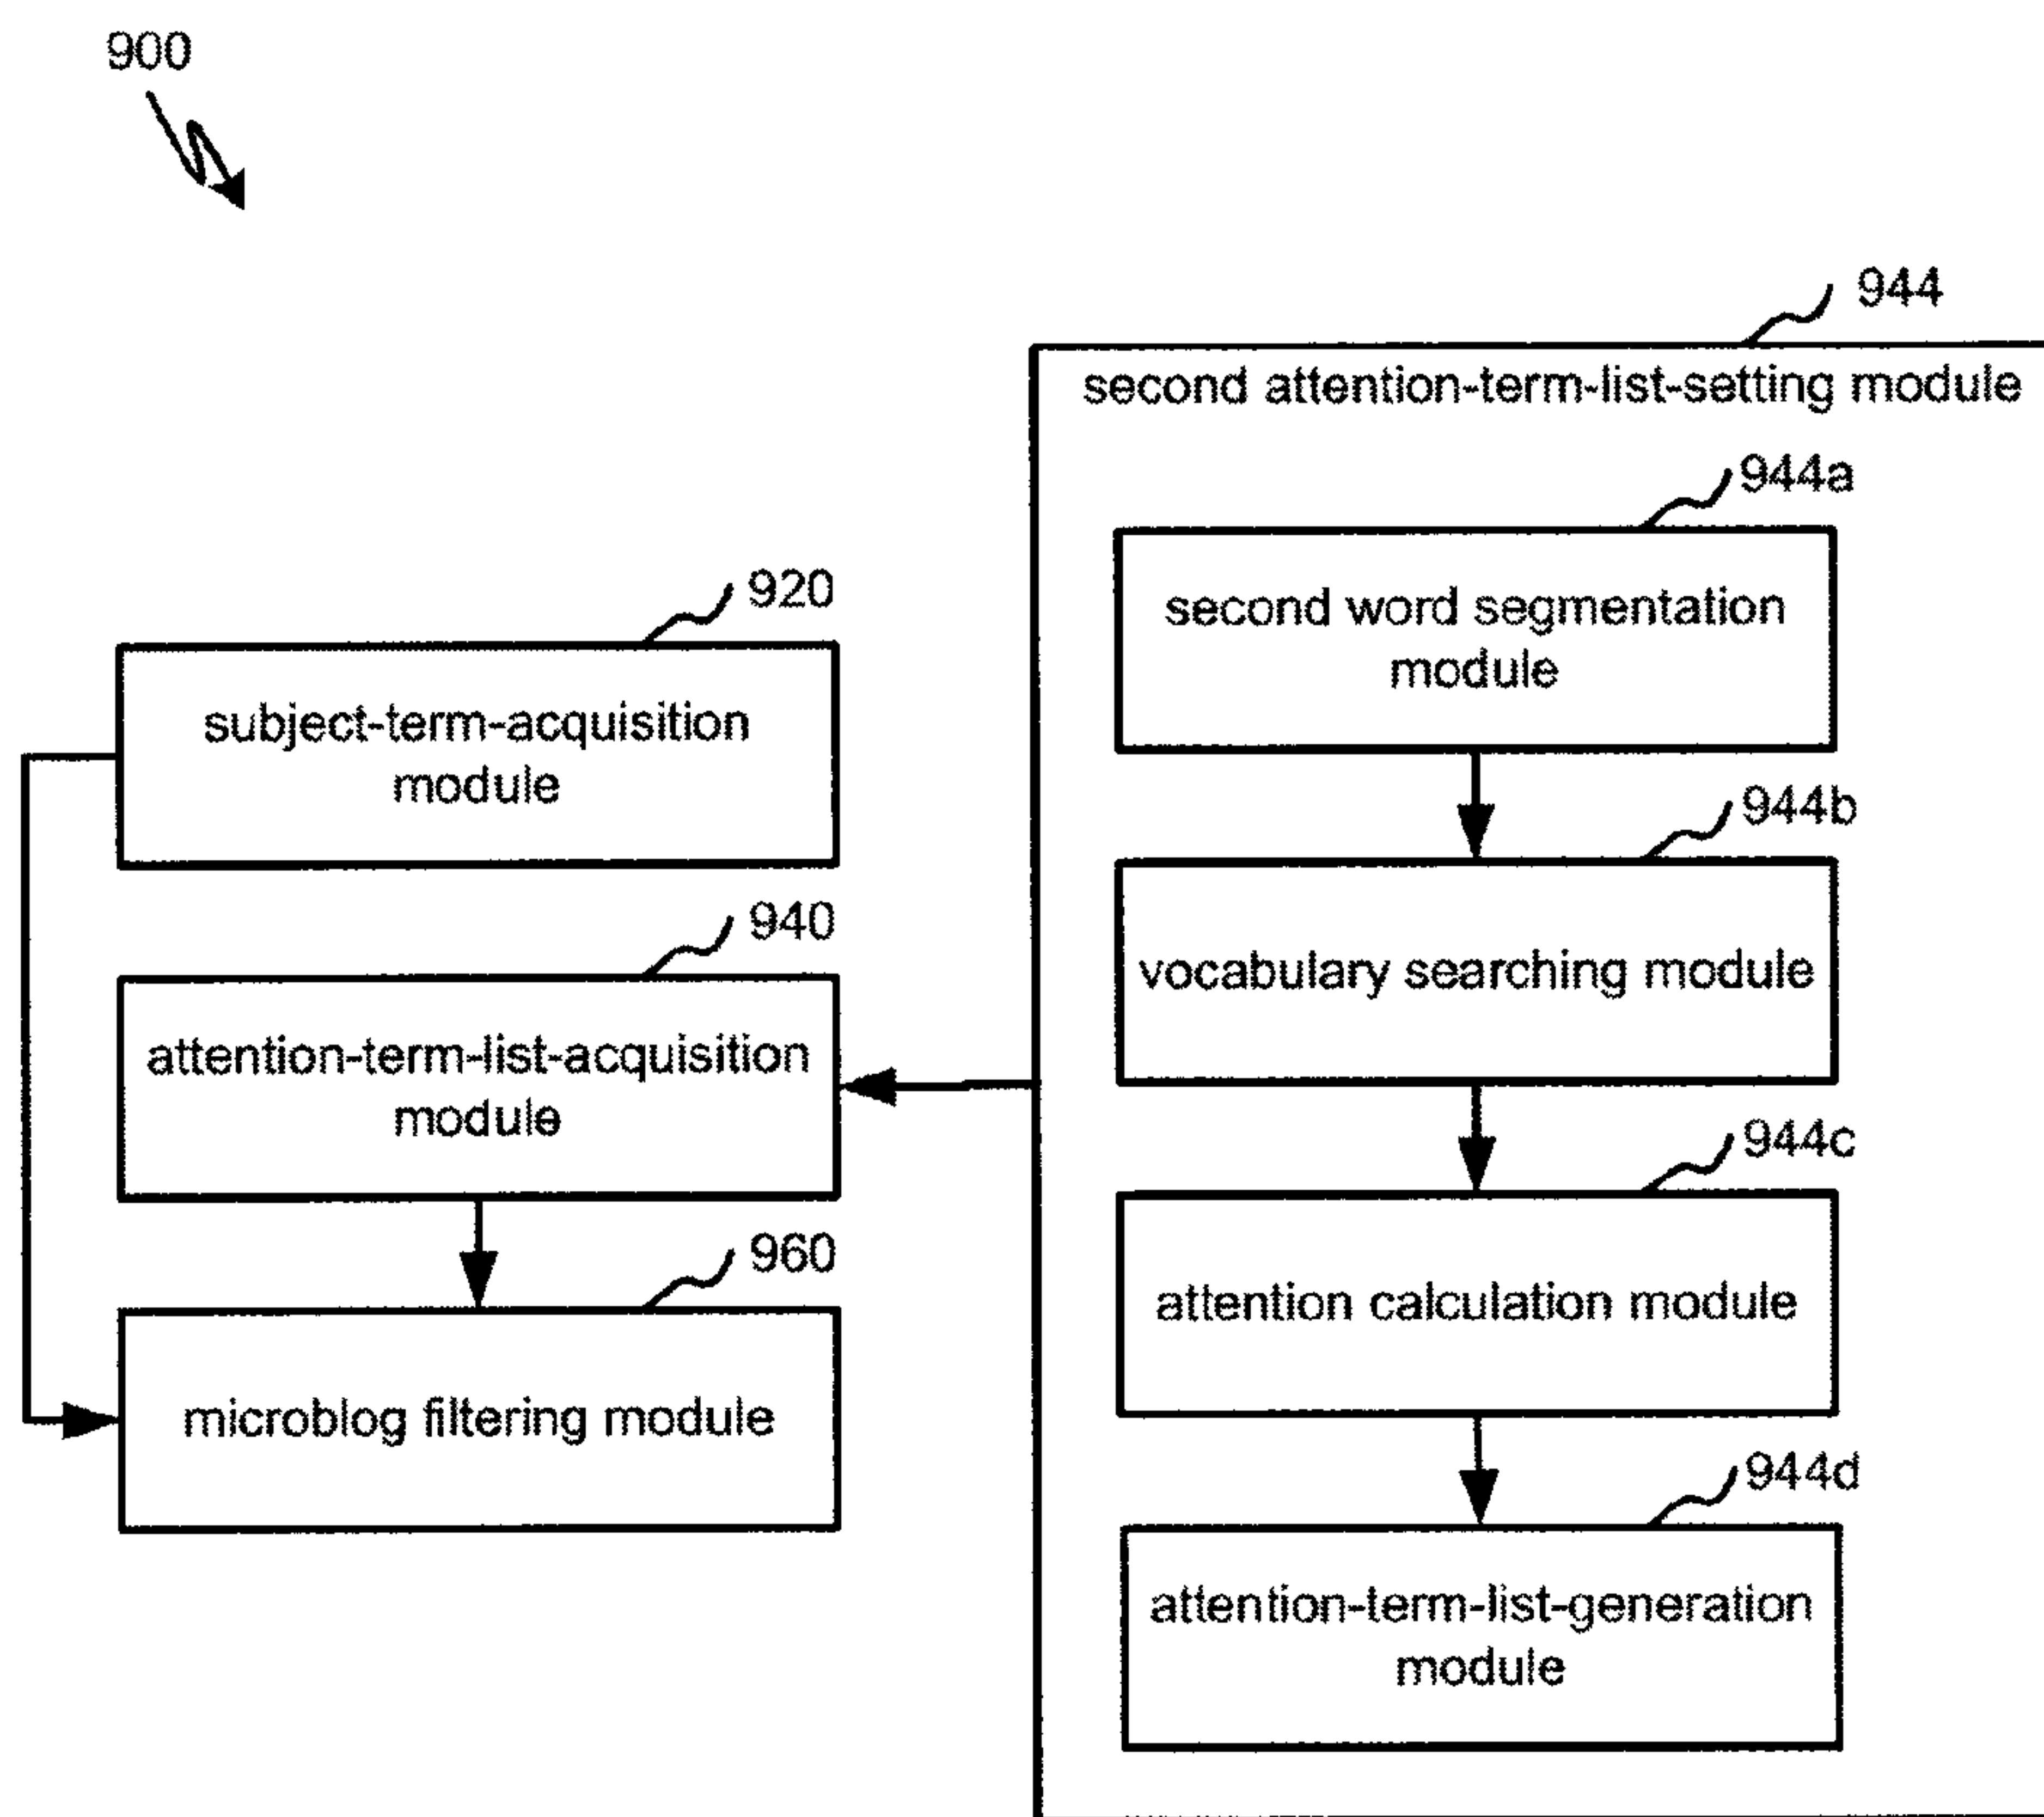 900
944
second attention-term-list-setting module
944a
second word segmentation
module
920
subject-term-acquisition
module
944b
vocabulary searching module
940
attention-term-list-acquisition
module
944c
attention calculation module
960
microblog filtering module
944d
attention-term-list-generation
module